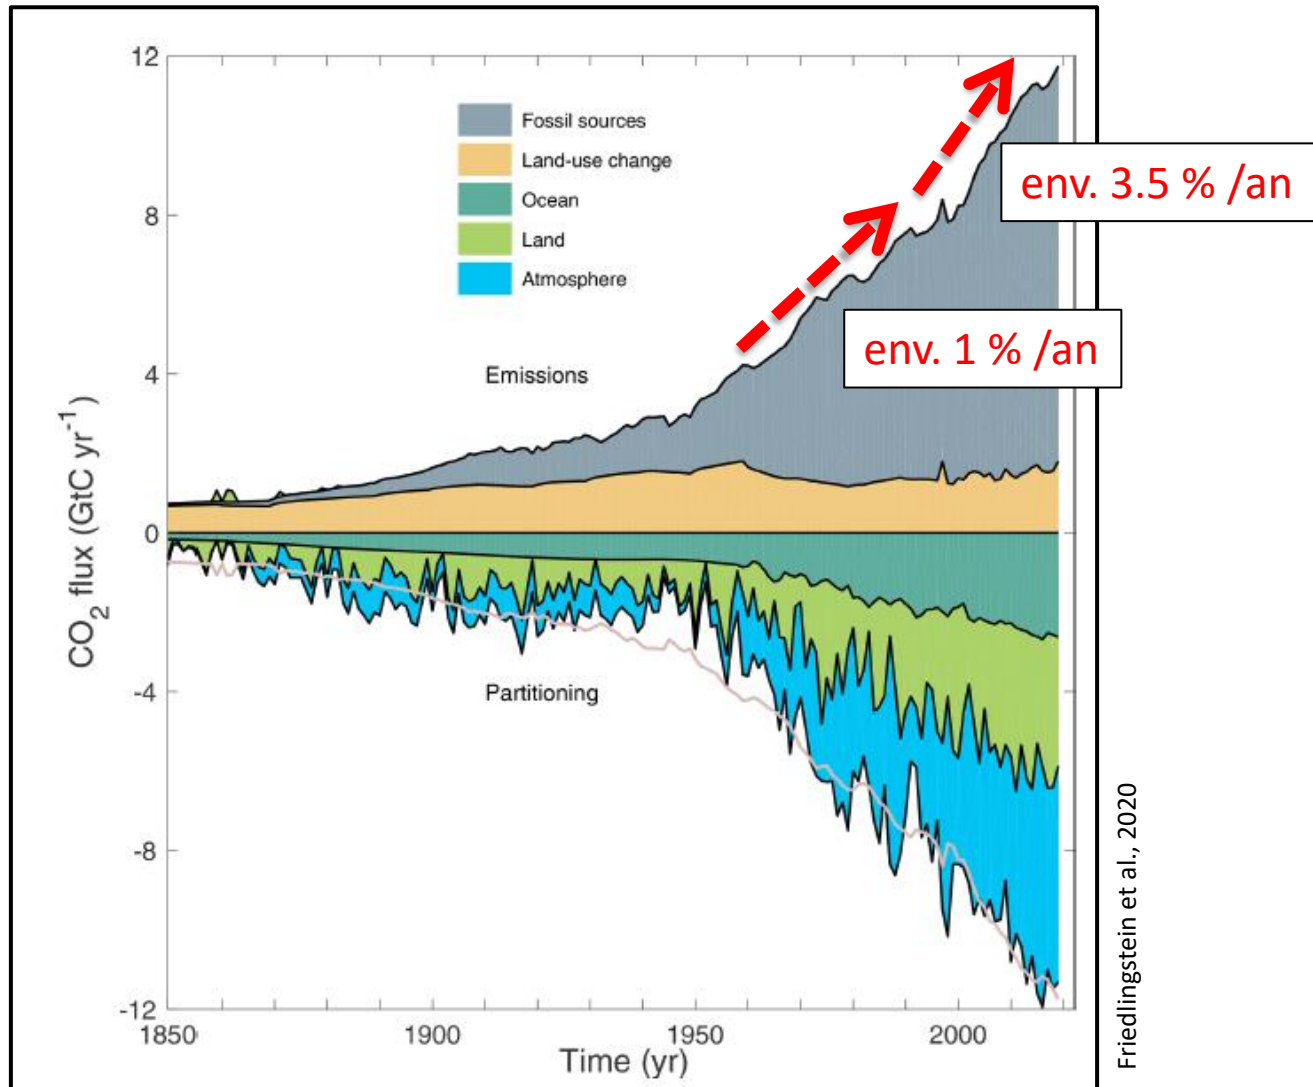 12
8
4
0
-4
-8
-12
CO2 flux (GtC yr-1)
Fossil sources
Land-use change
Ocean
Land
Atmosphere
Emissions
Partitioning
env. 3.5 % /an
env. 1 % /an
1850
1900
1950
2000
Time (yr)
Friedlingstein et al., 2020